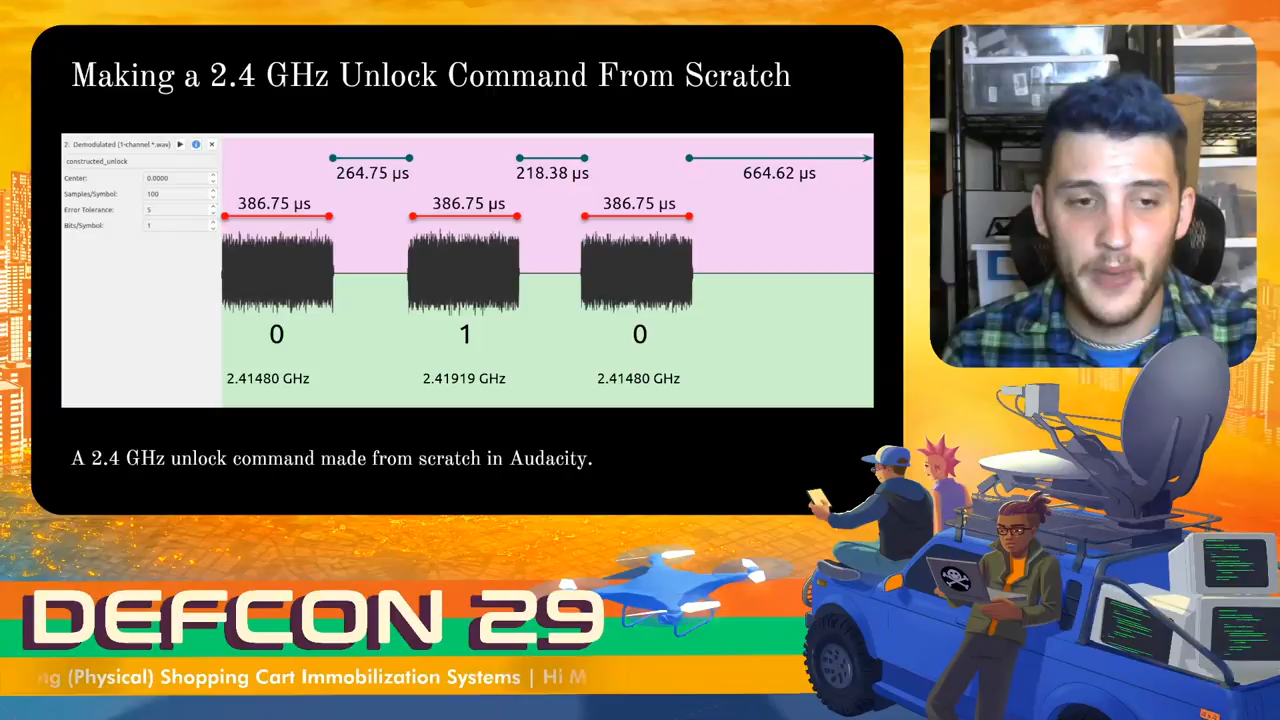 Making a 2.4 GHz Unlock Command From Scratch
2. Demodulated (1-channel *.wav)
constructed_unlock
Center: 0.0000
Samples/Symbol: 100
Error Tolerance: 5
Bits/Symbol: 1
264.75 µs
218.38 µs
664.62 µs
386.75 µs
386.75 µs
386.75 µs
0
1
0
2.41480 GHz
2.41919 GHz
2.41480 GHz
A 2.4 GHz unlock command made from scratch in Audacity.
DEFCON 29
ng (Physical) Shopping Cart Immobilization Systems | Hi M